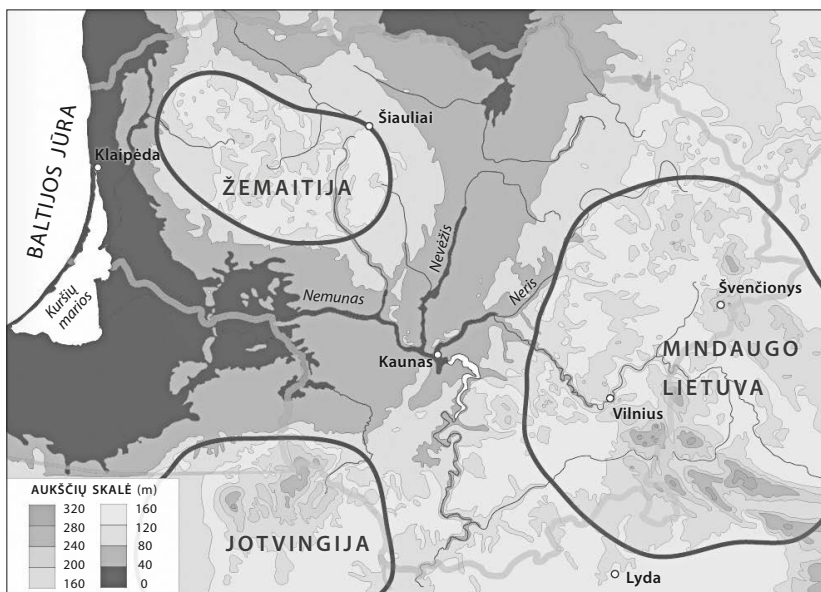 BALTIJOS JŪRA
Klaipėda
Kuršių
marios
Šiauliai
ŽEMAITIJA
Nevėžis
Nemunas
Neris
Kaunas
Švenčionys
MINDAUGO
LIETUVA
Vilnius
JOTVINGIJA
Lyda
AUKŠČIŲ SKALĖ (m)
320 160
280 120
240 80
200 40
160 0